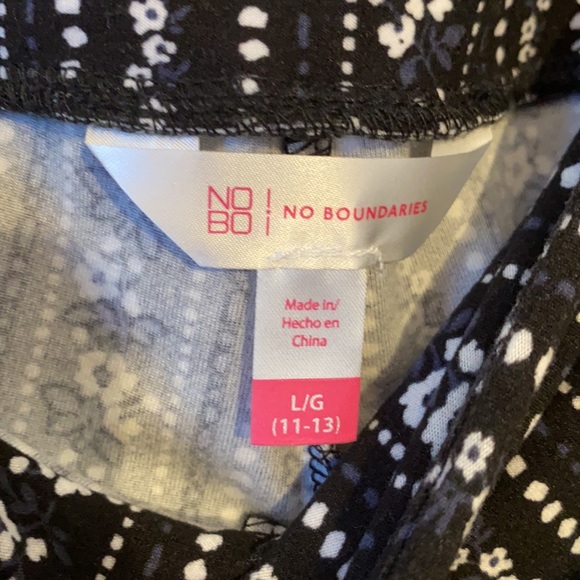 NO
BO
NO BOUNDARIES
Made in/
Hecho en
China
L/G
(11-13)